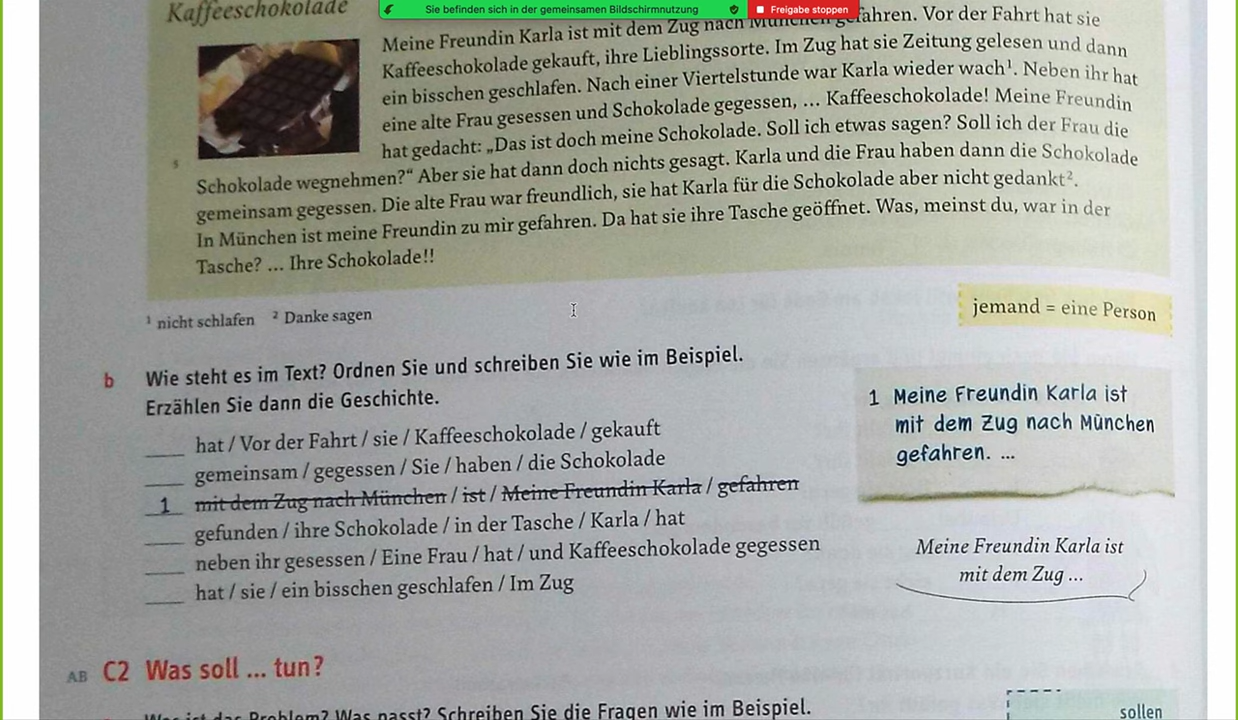 Kaffeeschokolade
Sie befinden sich in der gemeinsamen Bildschirmnutzung
Freigabe stoppen
Meine Freundin Karla ist mit dem Zug nach München gefahren. Vor der Fahrt hat sie
Kaffeeschokolade gekauft, ihre Lieblingssorte. Im Zug hat sie Zeitung gelesen und dann
ein bisschen geschlafen. Nach einer Viertelstunde war Karla wieder wach¹. Neben ihr hat
eine alte Frau gesessen und Schokolade gegessen, ... Kaffeeschokolade! Meine Freundin
hat gedacht: „Das ist doch meine Schokolade. Soll ich etwas sagen? Soll ich der Frau die
5
Schokolade wegnehmen?“ Aber sie hat dann doch nichts gesagt. Karla und die Frau haben dann die Schokolade
gemeinsam gegessen. Die alte Frau war freundlich, sie hat Karla für die Schokolade aber nicht gedankt².
In München ist meine Freundin zu mir gefahren. Da hat sie ihre Tasche geöffnet. Was, meinst du, war in der
Tasche? ... Ihre Schokolade!!
¹ nicht schlafen ² Danke sagen
jemand = eine Person
b Wie steht es im Text? Ordnen Sie und schreiben Sie wie im Beispiel.
Erzählen Sie dann die Geschichte.
hat / Vor der Fahrt / sie / Kaffeeschokolade / gekauft
gemeinsam / gegessen / Sie / haben / die Schokolade
1 mit dem Zug nach München / ist / Meine Freundin Karla / gefahren
gefunden / ihre Schokolade / in der Tasche / Karla / hat
neben ihr gesessen / Eine Frau / hat / und Kaffeeschokolade gegessen
hat / sie / ein bisschen geschlafen / Im Zug
1 Meine Freundin Karla ist
mit dem Zug nach München
gefahren. ...
Meine Freundin Karla ist
mit dem Zug ...
AB C2 Was soll ... tun?
Was ist das Problem? Was passt? Schreiben Sie die Fragen wie im Beispiel.
sollen